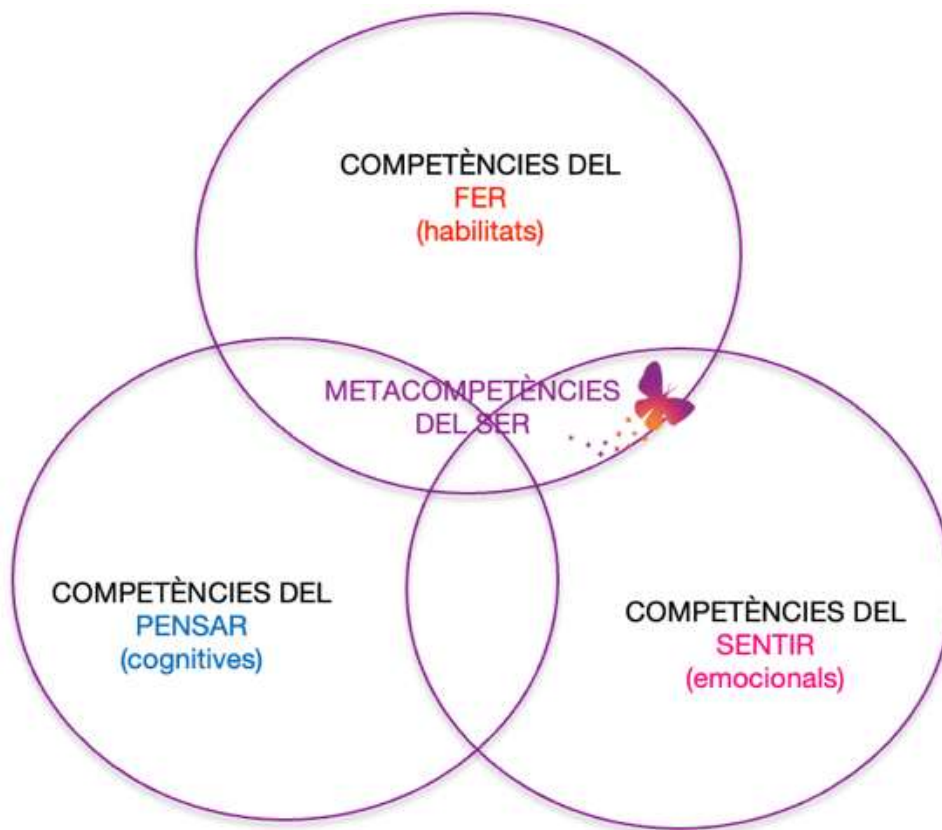 COMPETÈNCIES DEL
FER
(habilitats)
METACOMPETÈNCIES
DEL SER
COMPETÈNCIES DEL
PENSAR
(cognitives)
COMPETÈNCIES DEL
SENTIR
(emocionals)